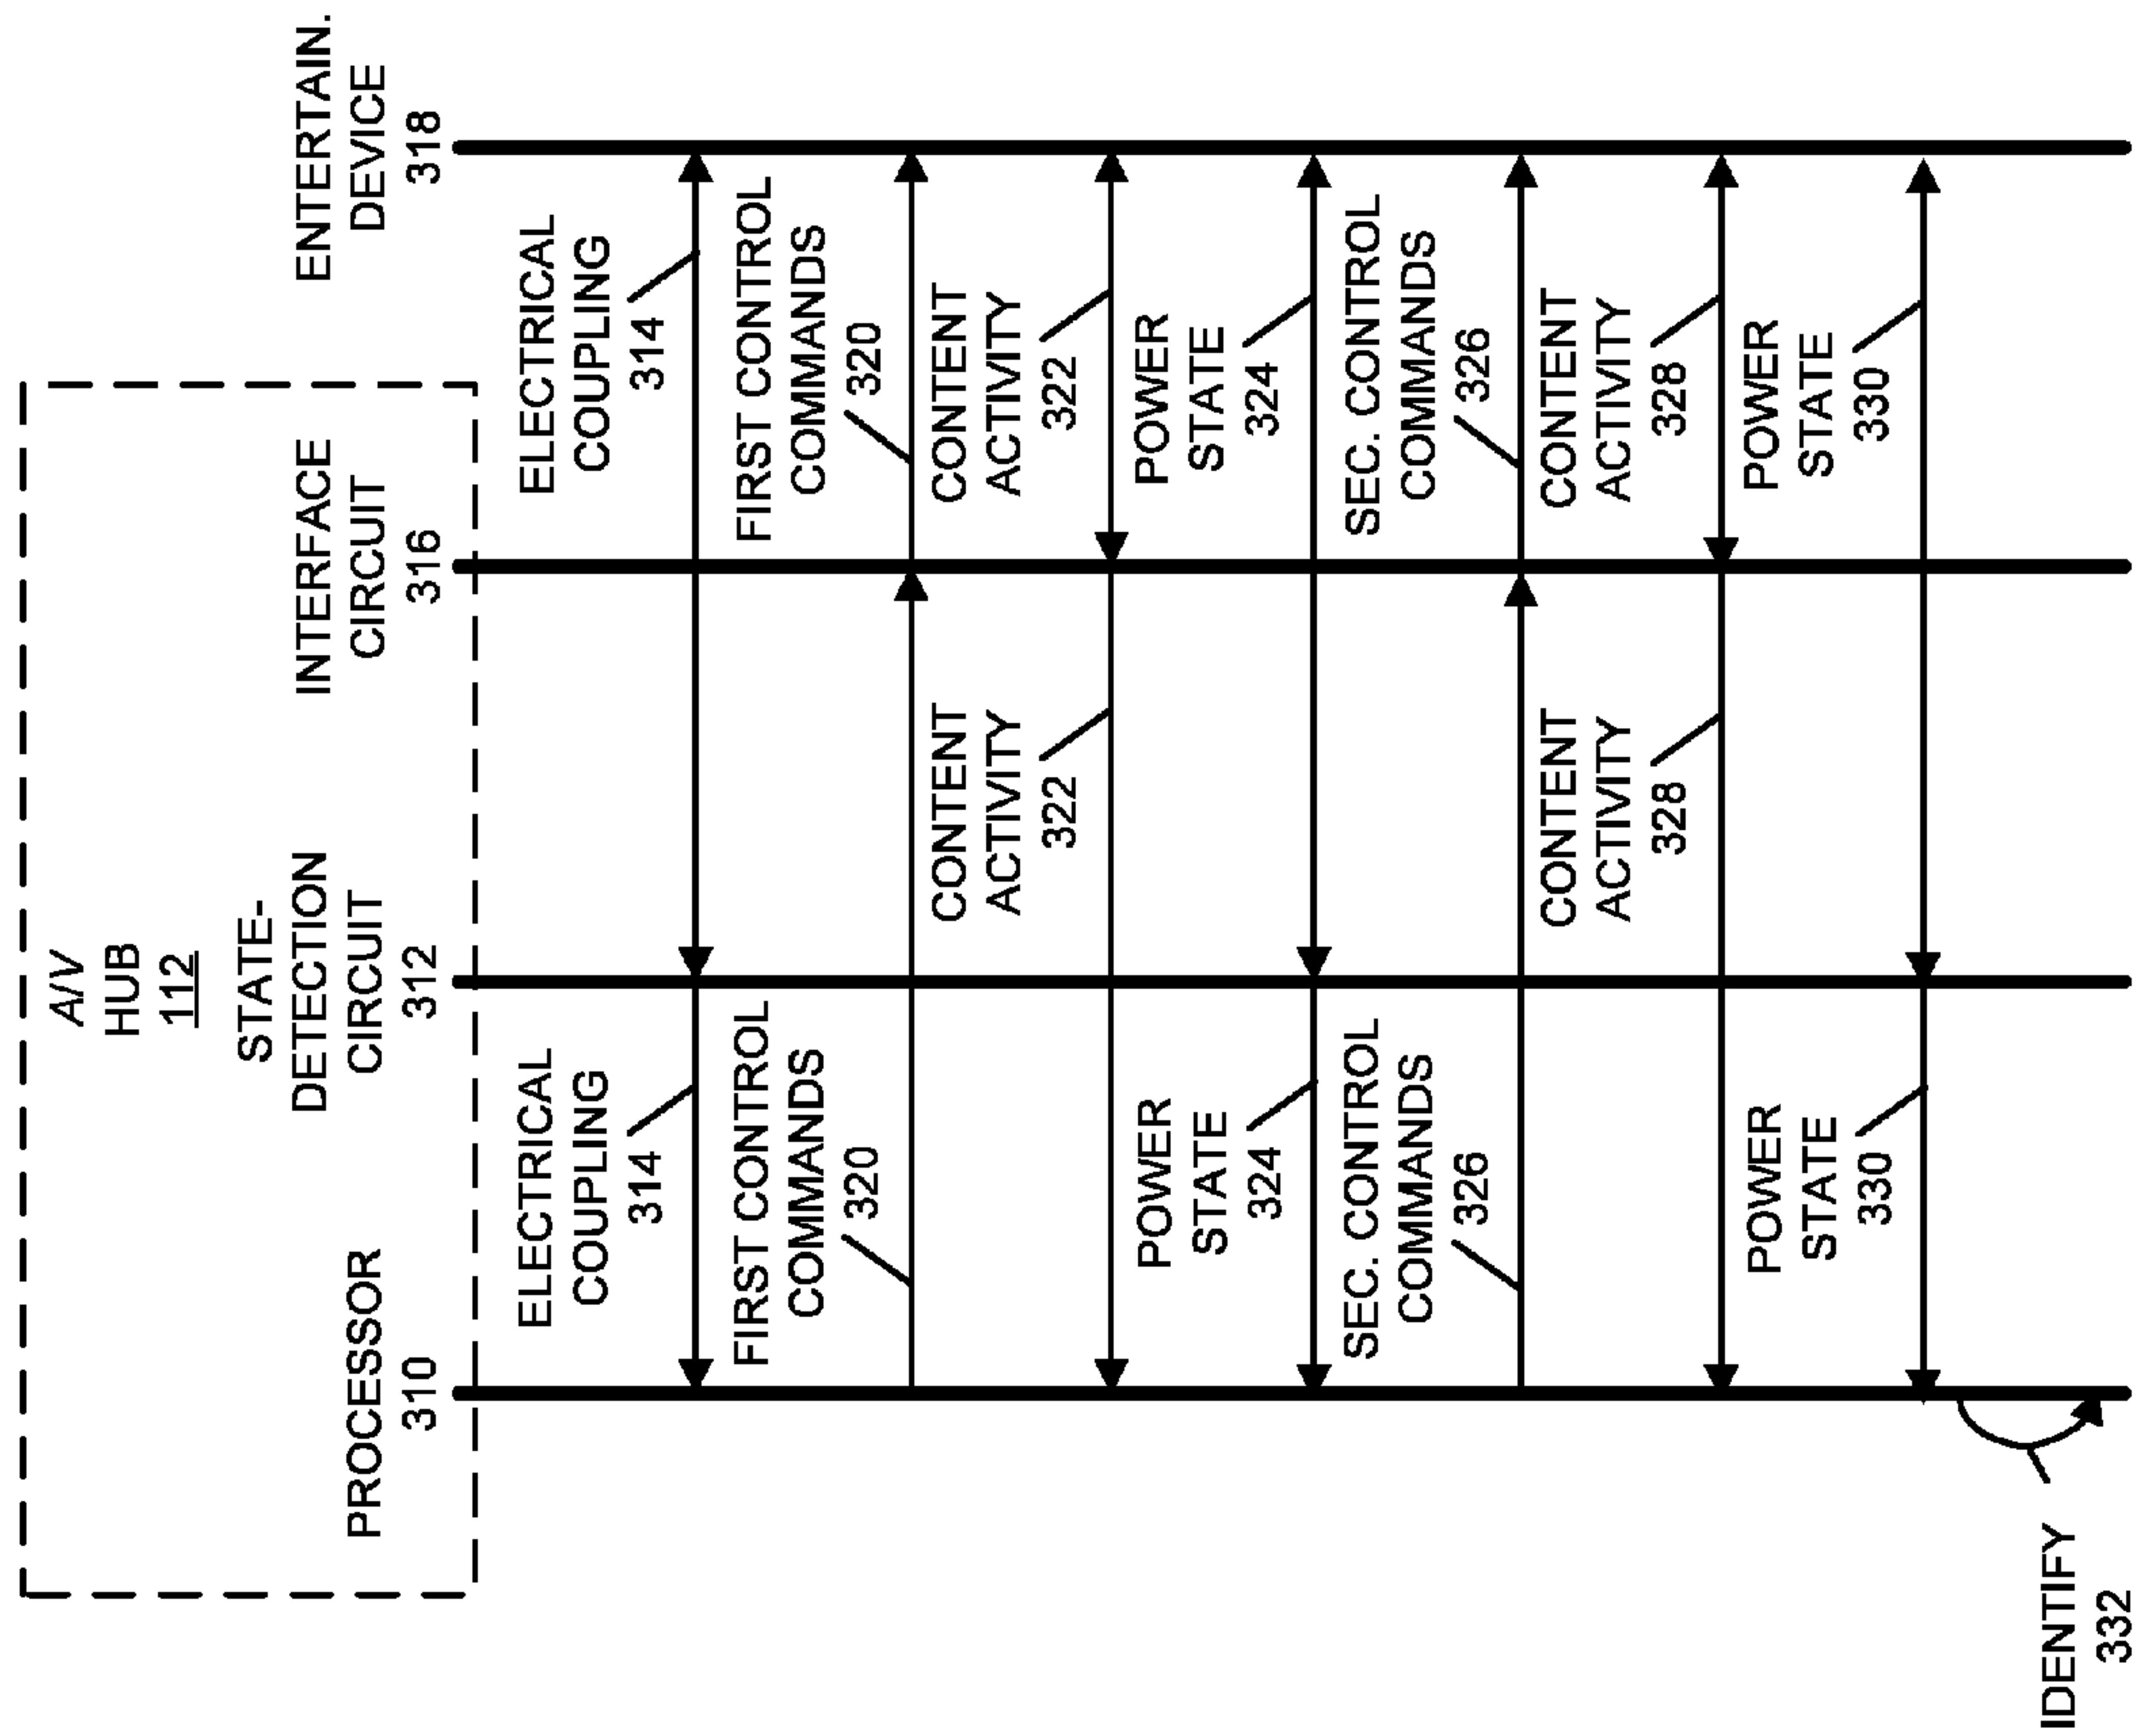 A/V
HUB
112
PROCESSOR
310
STATE-
DETECTION
CIRCUIT
312
INTERFACE
CIRCUIT
316
ENTERTAIN.
DEVICE
318
ELECTRICAL
COUPLING
314
ELECTRICAL
COUPLING
314
FIRST CONTROL
COMMANDS
320
FIRST CONTROL
COMMANDS
320
CONTENT
ACTIVITY
322
CONTENT
ACTIVITY
322
POWER
STATE
324
POWER
STATE
324
SEC. CONTROL
COMMANDS
326
SEC. CONTROL
COMMANDS
326
CONTENT
ACTIVITY
328
CONTENT
ACTIVITY
328
POWER
STATE
330
POWER
STATE
330
IDENTIFY
332